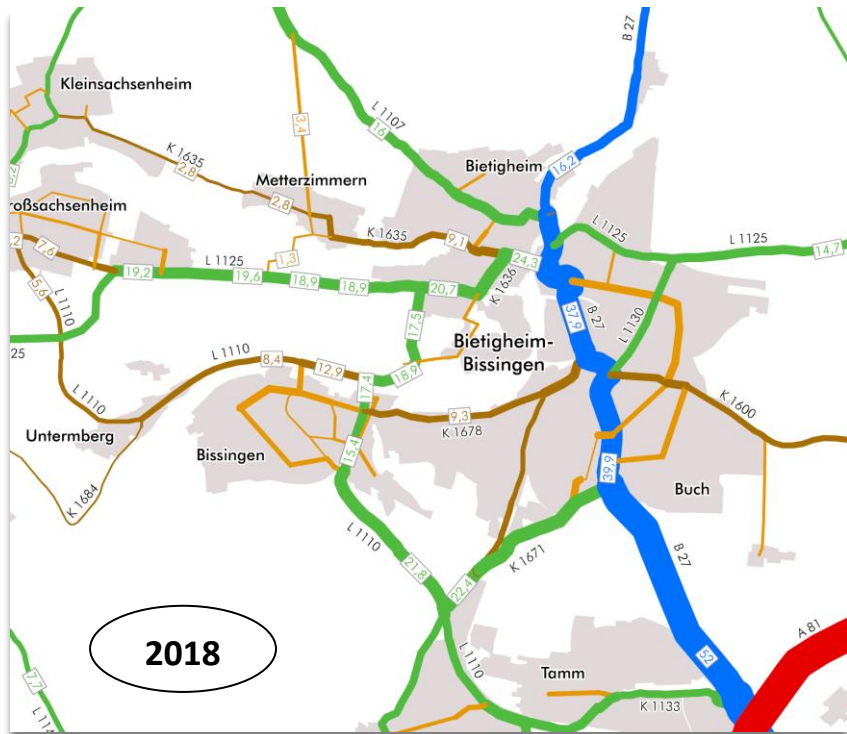 B 27
Kleinsachsenheim
L 1107
16
3,4
K 1635
2,8
Bietigheim
16,2
Metterzimmern
2,8
roßsachsenheim
L 1125
L 1125
14,7
,2
7,6
K 1635
9,1
1,3
L 1125
24,3
19,2
19,6
18,9
18,9
20,7
K 1636
5,6
L 1110
37,9
B 27
L 1130
17,5
Bietigheim-
Bissingen
25
L 1110
8,4
12,9
18,9
17,4
L 1110
9,3
K 1678
K 1600
Untermberg
Bissingen
15,4
39,9
Buch
K 1684
L 1110
21,8
K 1671
22,4
B 27
2018
A 81
L 1110
52
Tamm
7,7
K 1133
L 114